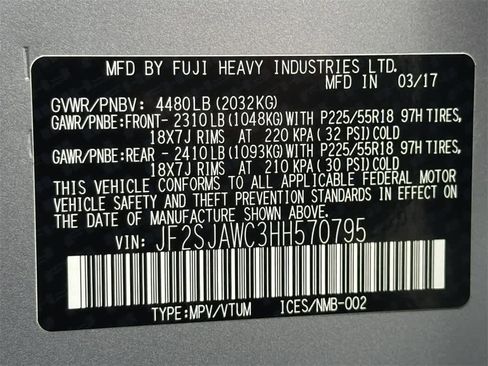 MFD BY FUJI HEAVY INDUSTRIES LTD.
MFD IN 03/17
GVWR/PNBV: 4480LB(2032KG)
GAWR/PNBE:FRONT- 2310LB(1048KG)WITH P225/55R18 97H TIRES,
18X7J RIMS AT 220KPA(32 PSI)COLD
GAWR/PNBE:REAR - 2410LB(1093KG)WITH P225/55R18 97H TIRES,
18X7J RIMS AT 210KPA(30 PSI)COLD
THIS VEHICLE CONFORMS TO ALL APPLICABLE FEDERAL MOTOR
VEHICLE SAFETY AND THEFT PREVENTION STANDARDS IN
EFFECT ON THE DATE OF MANUFACTURE SHOWN ABOVE.
VIN: JF2SJAWC3HH570795
TYPE:MPV/VTUM ICES/NMB-002